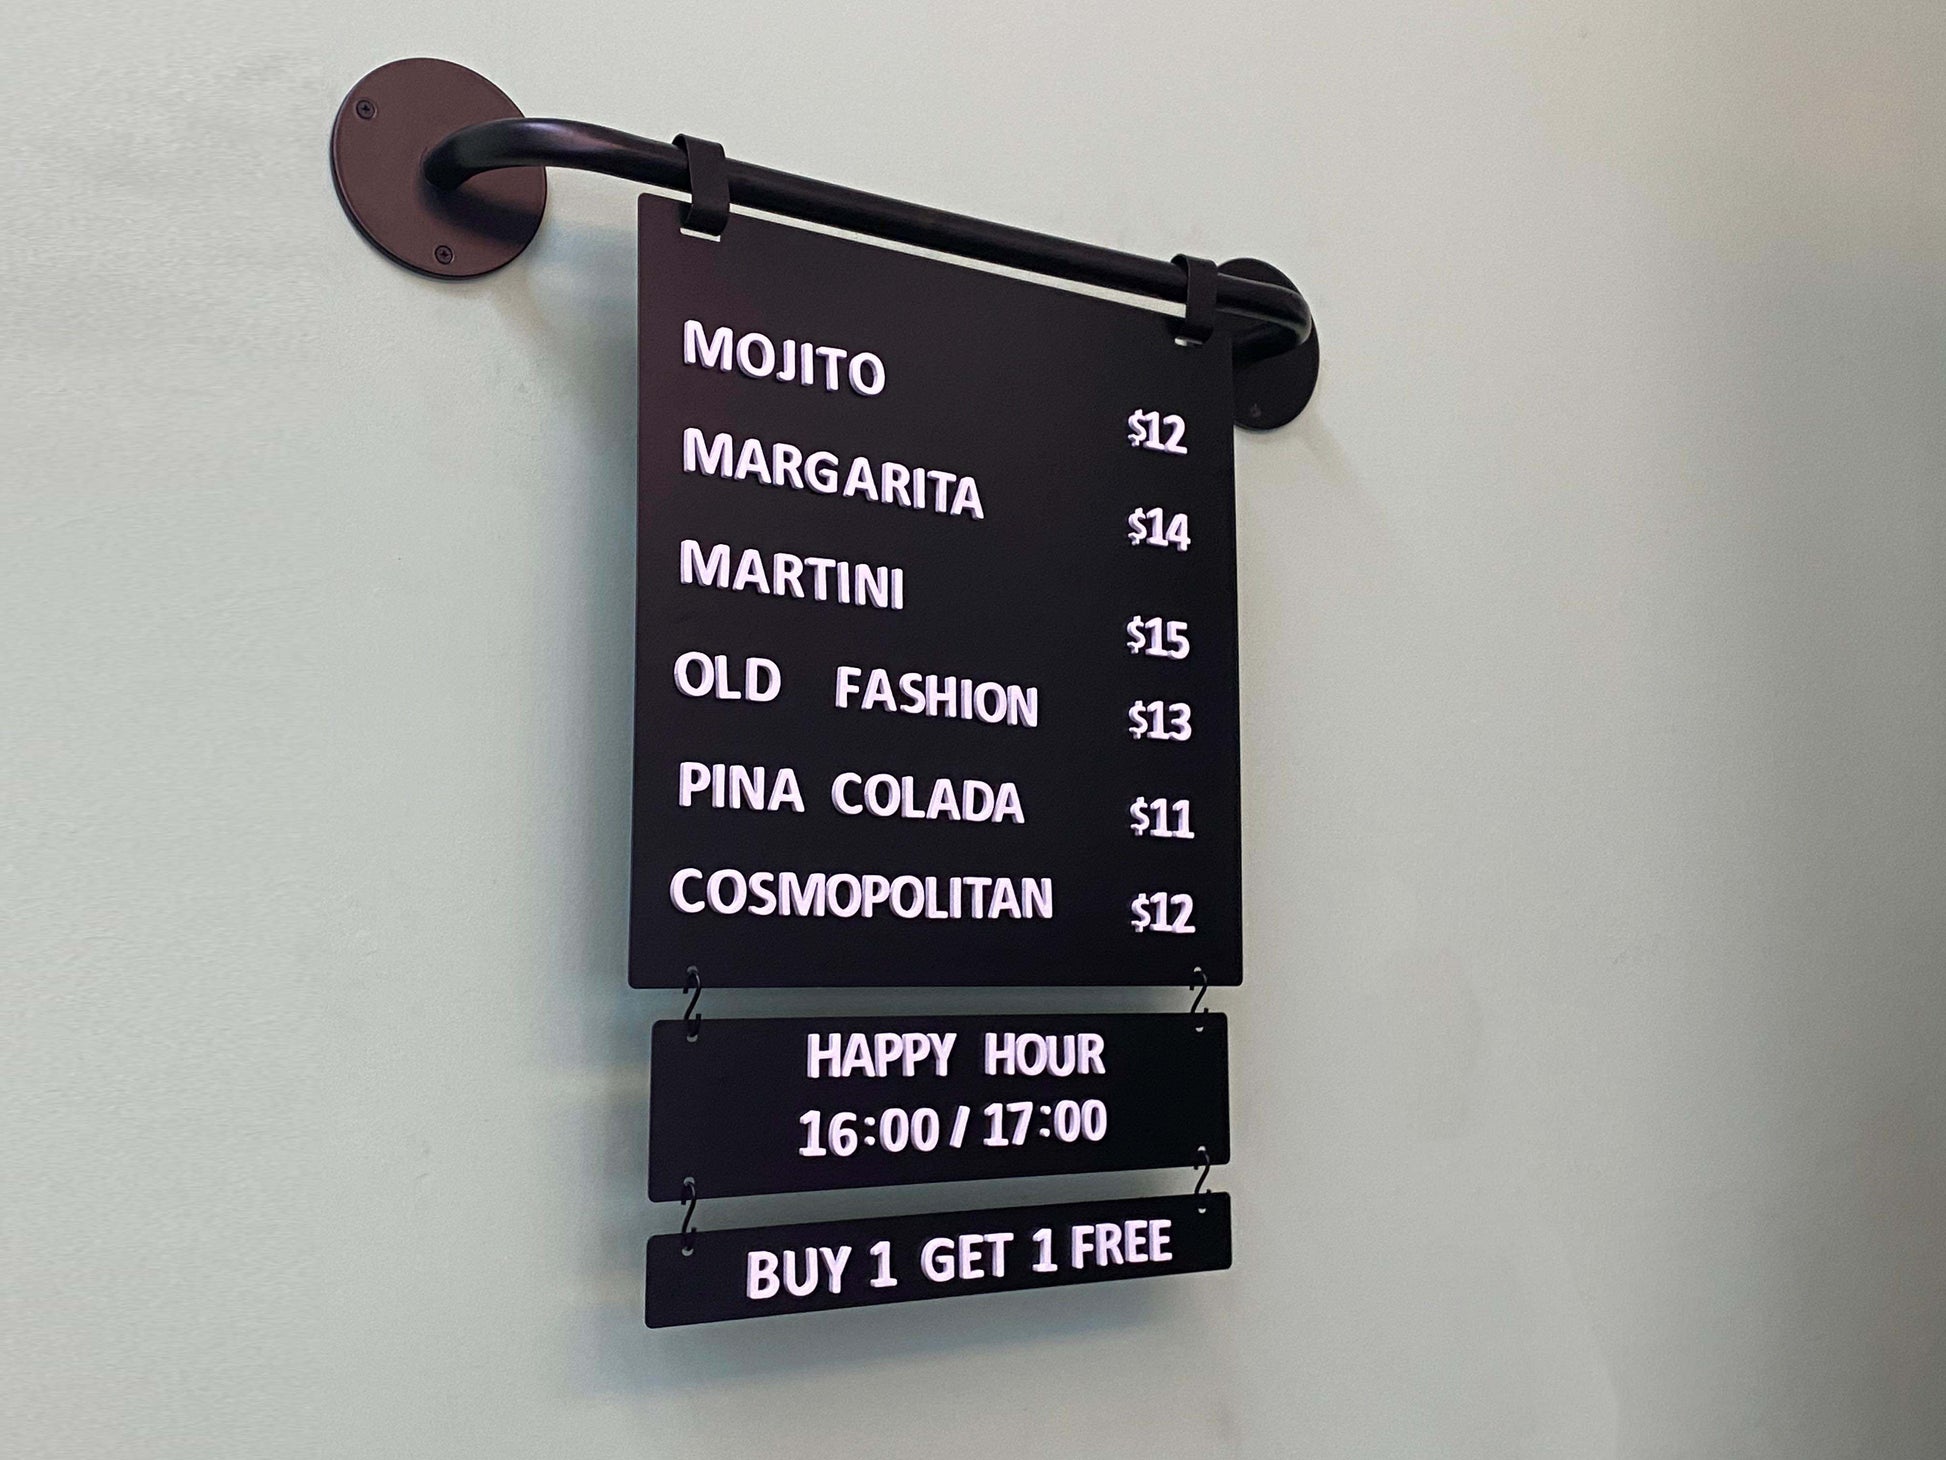 MOJITO $12
MARGARITA $14
MARTINI $15
OLD FASHION $13
PINA COLADA $11
COSMOPOLITAN $12
HAPPY HOUR
16:00 / 17:00
BUY 1 GET 1 FREE